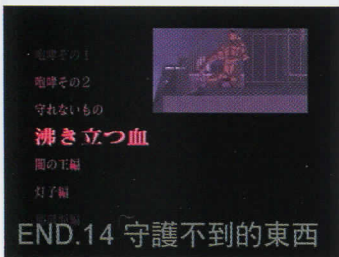 咆哮その1
咆哮その2
守れないもの
沸き立つ血
闇の王編
灯子編
END.14 守護不到的東西